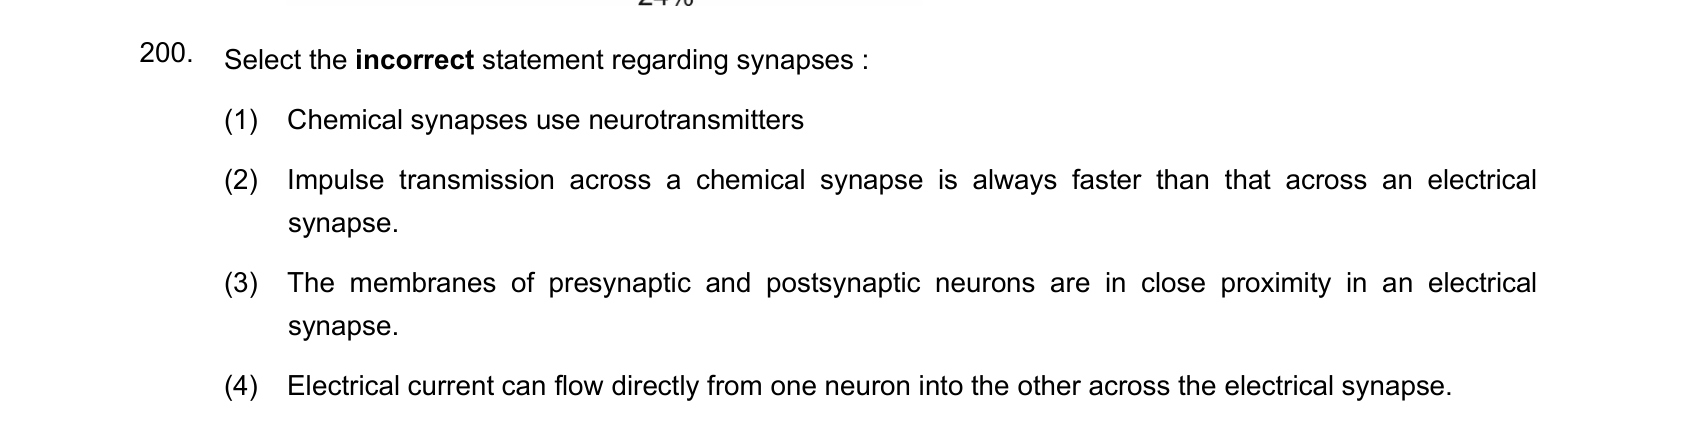 200. Select the incorrect statement regarding synapses :
(1) Chemical synapses use neurotransmitters
(2) Impulse transmission across a chemical synapse is always faster than that across an electrical
synapse.
(3) The membranes of presynaptic and postsynaptic neurons are in close proximity in an electrical
synapse.
(4) Electrical current can flow directly from one neuron into the other across the electrical synapse.